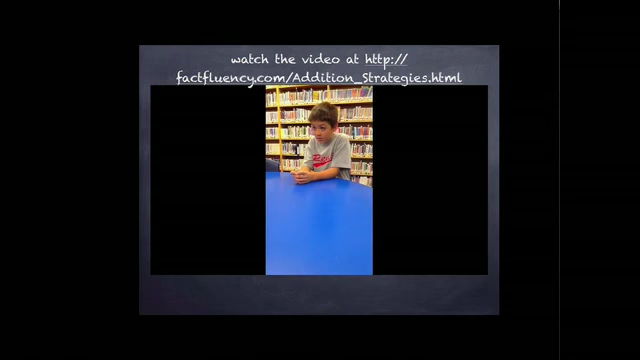 watch the video at http://
factfluency.com/Addition_Strategies.html